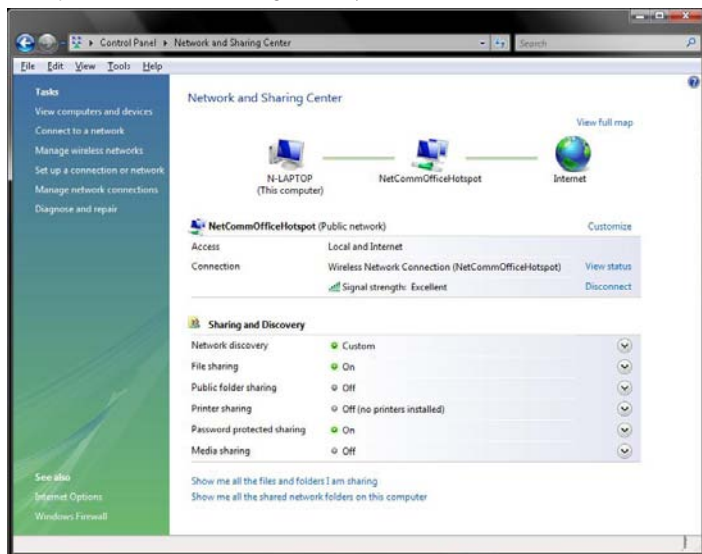 Control Panel ▸ Network and Sharing Center
Search
File Edit View Tools Help
Tasks
View computers and devices
Connect to a network
Manage wireless networks
Set up a connection or network
Manage network connections
Diagnose and repair
See also
Internet Options
Windows Firewall
Network and Sharing Center
View full map
N-LAPTOP
(This computer)
NetCommOfficeHotspot
Internet
NetCommOfficeHotspot (Public network) Customize
Access Local and Internet
Connection Wireless Network Connection (NetCommOfficeHotspot) View status
Signal strength: Excellent Disconnect
Sharing and Discovery
Network discovery Custom
File sharing On
Public folder sharing Off
Printer sharing Off (no printers installed)
Password protected sharing On
Media sharing Off
Show me all the files and folders I am sharing
Show me all the shared network folders on this computer